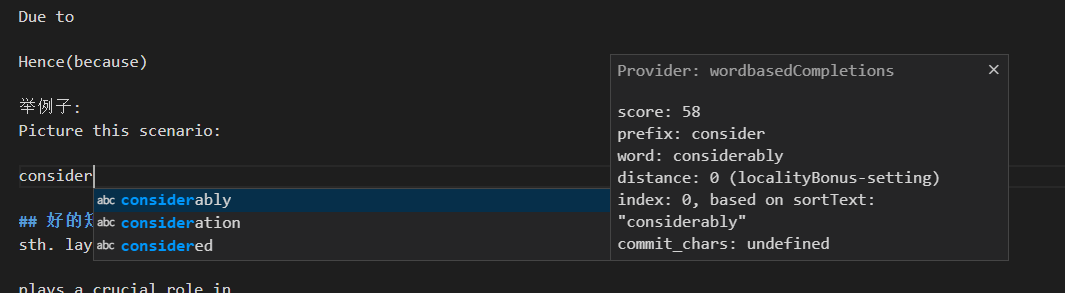 Due to
Hence(because)
举例子:
Picture this scenario:
consider
abc considerably
abc consideration
abc considered
## 好的
sth. lay
plays a crucial role in
Provider: wordbasedCompletions ×
score: 58
prefix: consider
word: considerably
distance: 0 (localityBonus-setting)
index: 0, based on sortText:
"considerably"
commit_chars: undefined